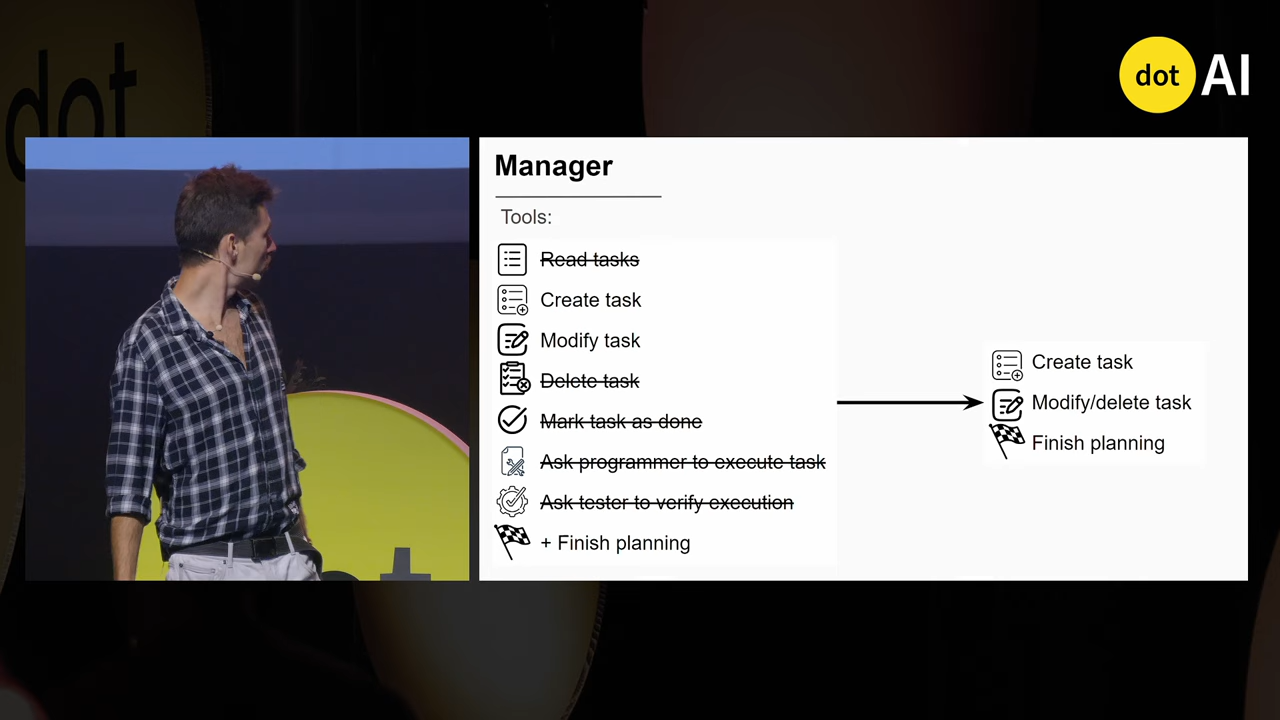 dot
dot AI
Manager
Tools:
Read tasks
Create task
Modify task
Delete task
Mark task as done
Ask programmer to execute task
Ask tester to verify execution
+ Finish planning
Create task
Modify/delete task
Finish planning